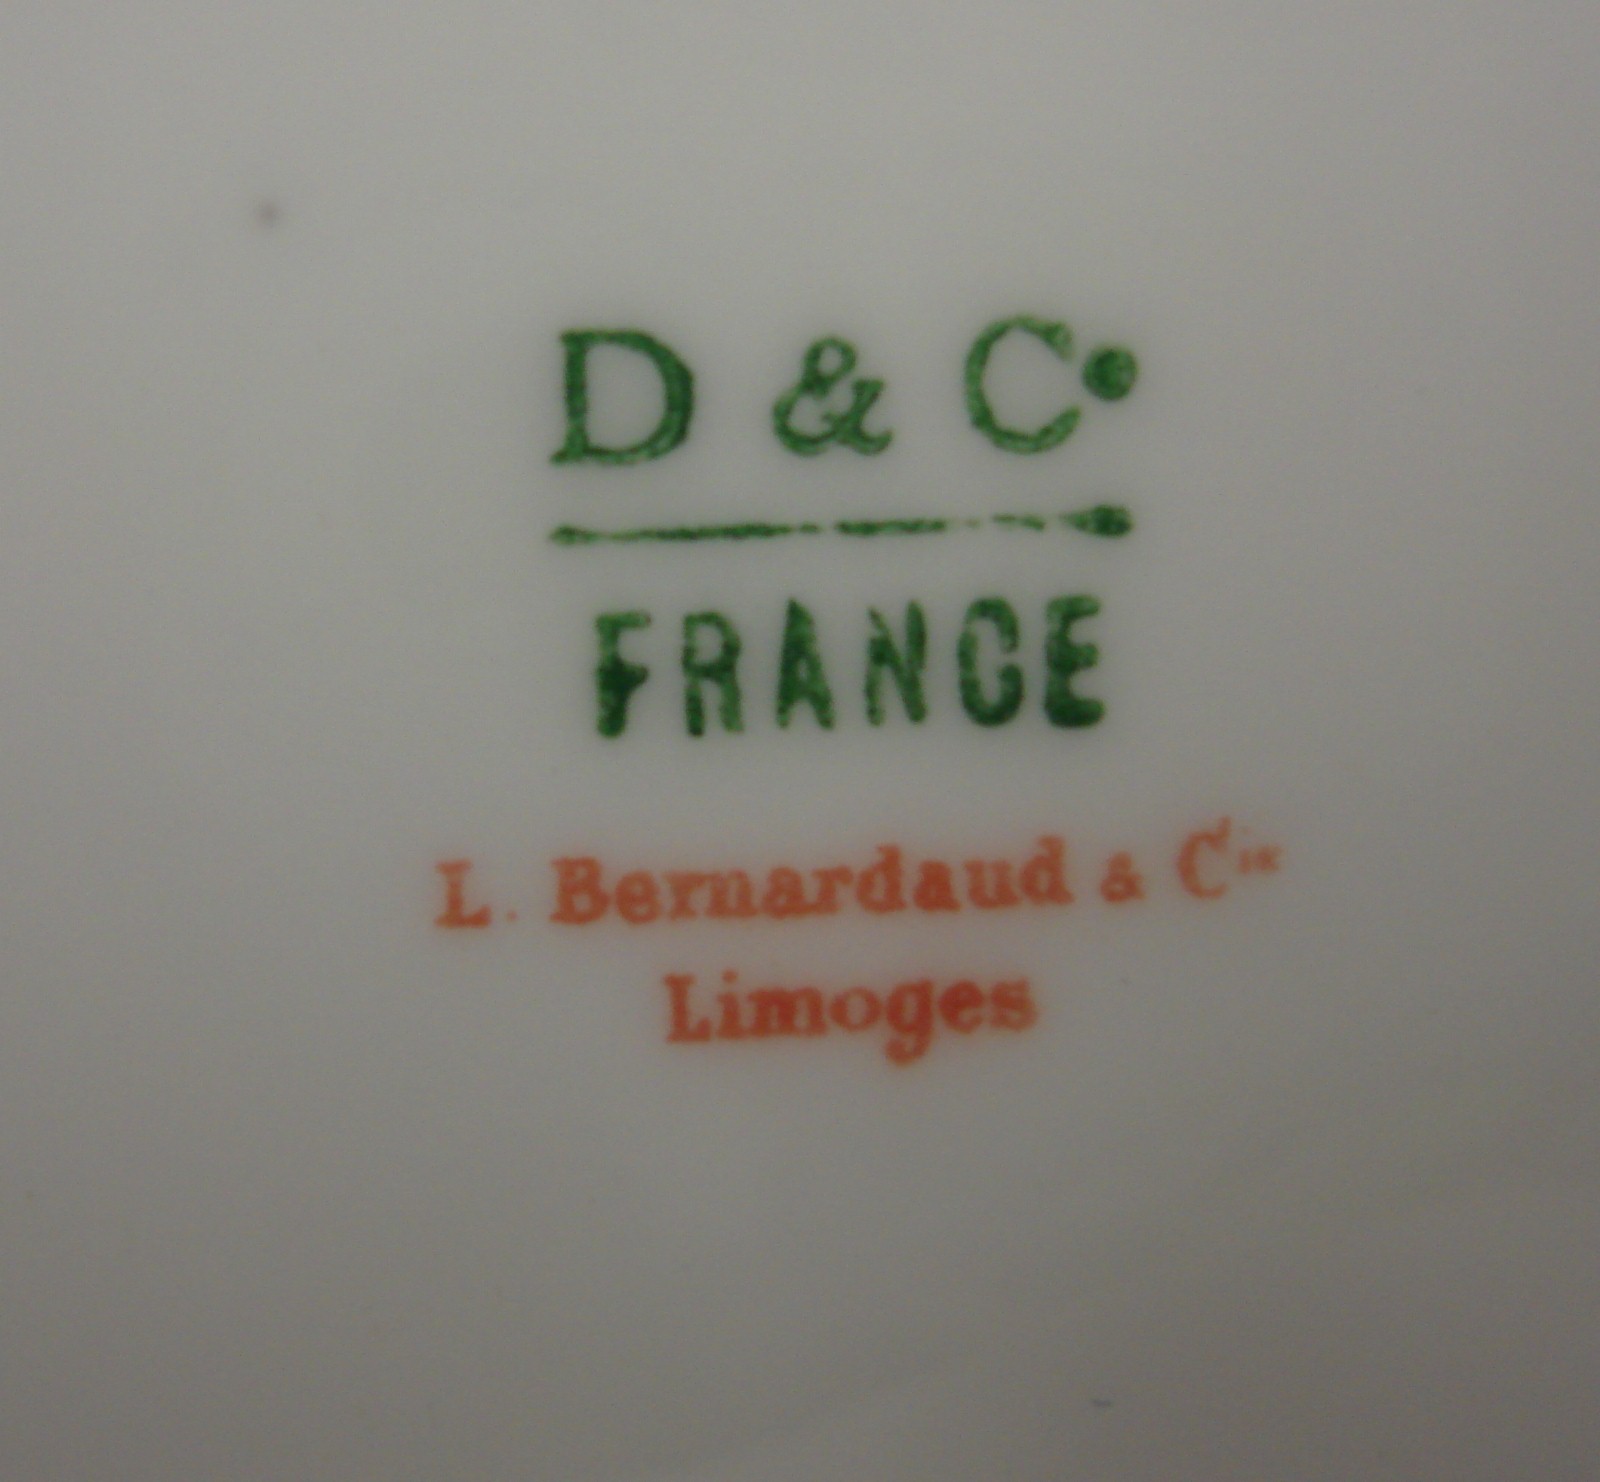 D & Co
FRANCE
L. Bernardaud & Cie
Limoges